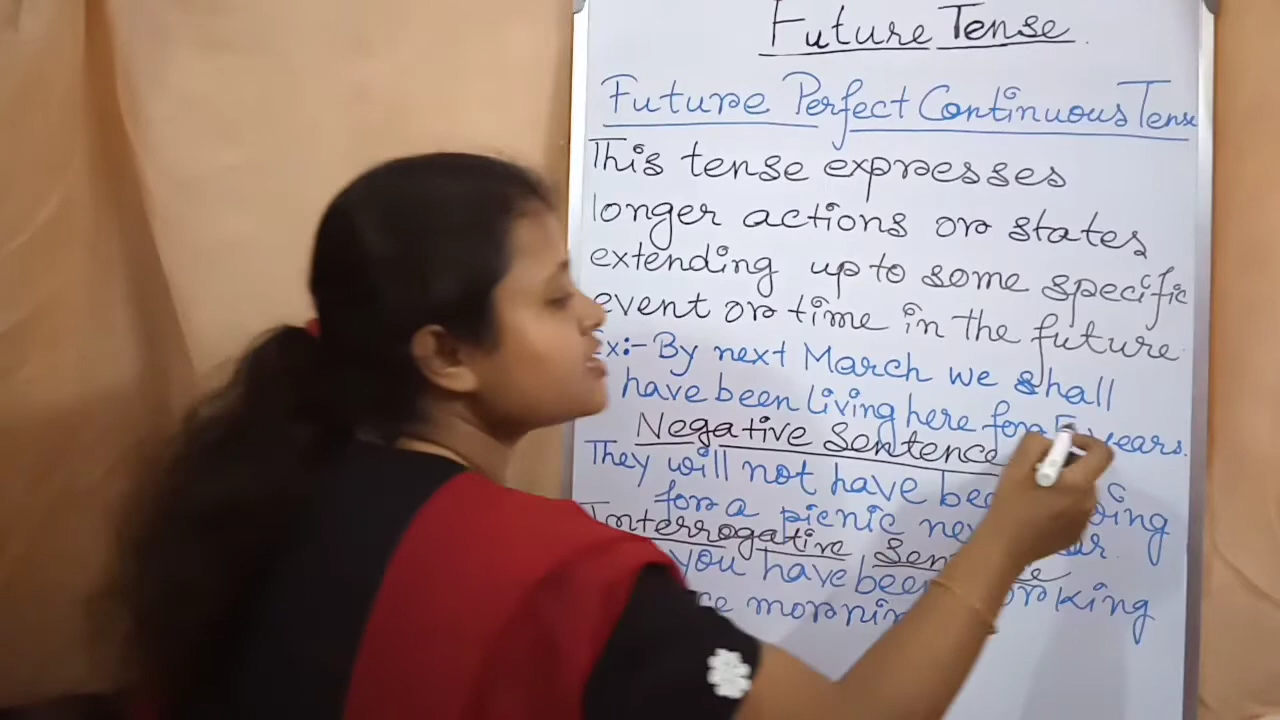 Future Tense
Future Perfect Continuous Tense
This tense expresses
longer actions or states
extending up to some specific
event or time in the future
Ex:- By next March we shall
have been living here for 5 years.
Negative Sentence
They will not have been going
for a picnic next year.
Interrogative Sentence
you have been working
morning